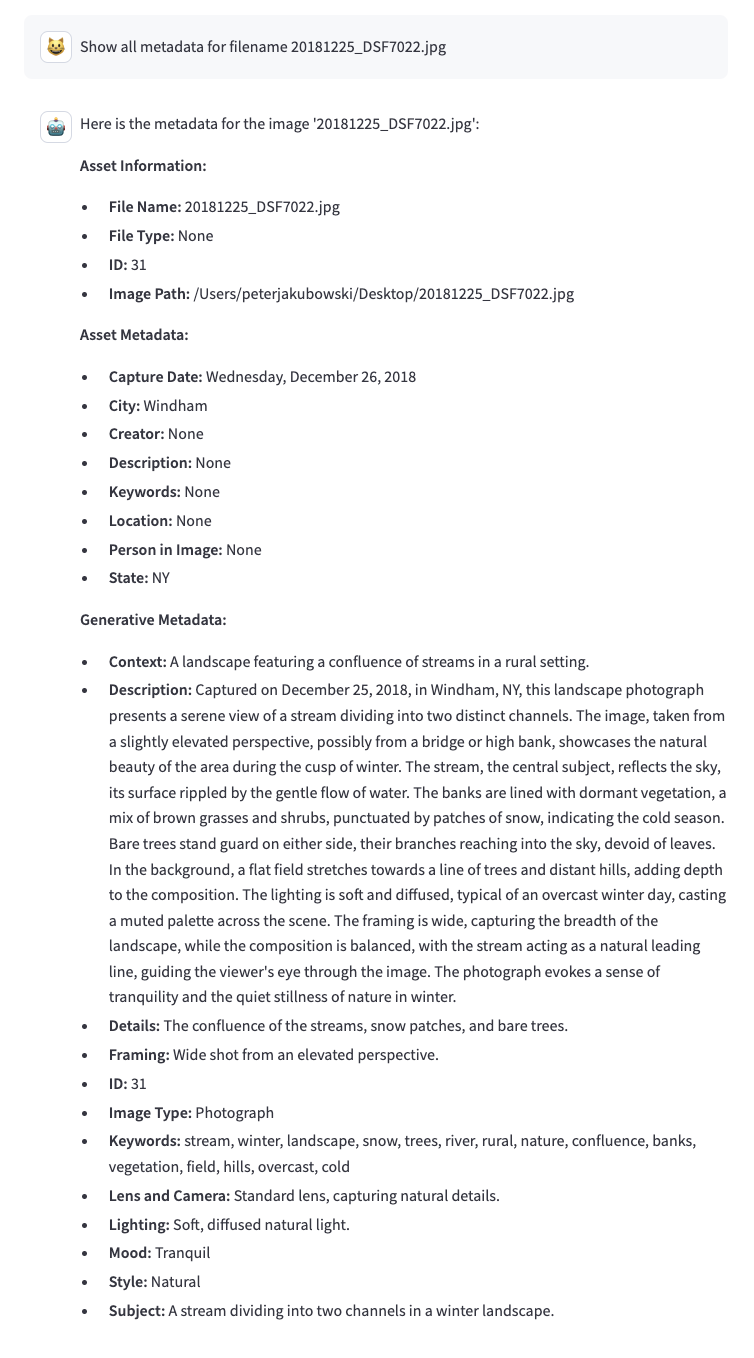 Show all metadata for filename 20181225_DSF7022.jpg
Here is the metadata for the image '20181225_DSF7022.jpg':
Asset Information:
• File Name: 20181225_DSF7022.jpg
• File Type: None
• ID: 31
• Image Path: /Users/peterjakubowski/Desktop/20181225_DSF7022.jpg
Asset Metadata:
• Capture Date: Wednesday, December 26, 2018
• City: Windham
• Creator: None
• Description: None
• Keywords: None
• Location: None
• Person in Image: None
• State: NY
Generative Metadata:
• Context: A landscape featuring a confluence of streams in a rural setting.
• Description: Captured on December 25, 2018, in Windham, NY, this landscape photograph
presents a serene view of a stream dividing into two distinct channels. The image, taken from
a slightly elevated perspective, possibly from a bridge or high bank, showcases the natural
beauty of the area during the cusp of winter. The stream, the central subject, reflects the sky,
its surface rippled by the gentle flow of water. The banks are lined with dormant vegetation, a
mix of brown grasses and shrubs, punctuated by patches of snow, indicating the cold season.
Bare trees stand guard on either side, their branches reaching into the sky, devoid of leaves.
In the background, a flat field stretches towards a line of trees and distant hills, adding depth
to the composition. The lighting is soft and diffused, typical of an overcast winter day, casting
a muted palette across the scene. The framing is wide, capturing the breadth of the
landscape, while the composition is balanced, with the stream acting as a natural leading
line, guiding the viewer's eye through the image. The photograph evokes a sense of
tranquility and the quiet stillness of nature in winter.
• Details: The confluence of the streams, snow patches, and bare trees.
• Framing: Wide shot from an elevated perspective.
• ID: 31
• Image Type: Photograph
• Keywords: stream, winter, landscape, snow, trees, river, rural, nature, confluence, banks,
vegetation, field, hills, overcast, cold
• Lens and Camera: Standard lens, capturing natural details.
• Lighting: Soft, diffused natural light.
• Mood: Tranquil
• Style: Natural
• Subject: A stream dividing into two channels in a winter landscape.